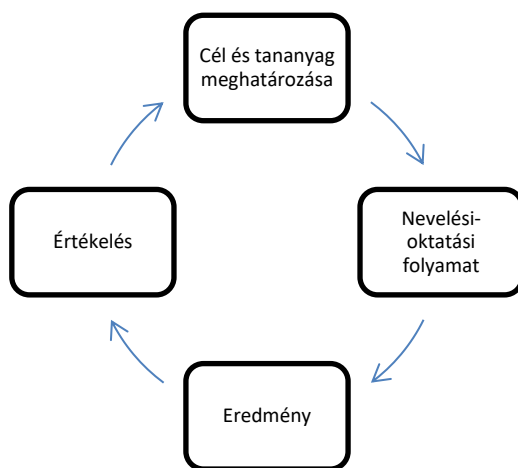 Cél és tananyag
meghatározása
Nevelési-
oktatási
folyamat
Eredmény
Értékelés